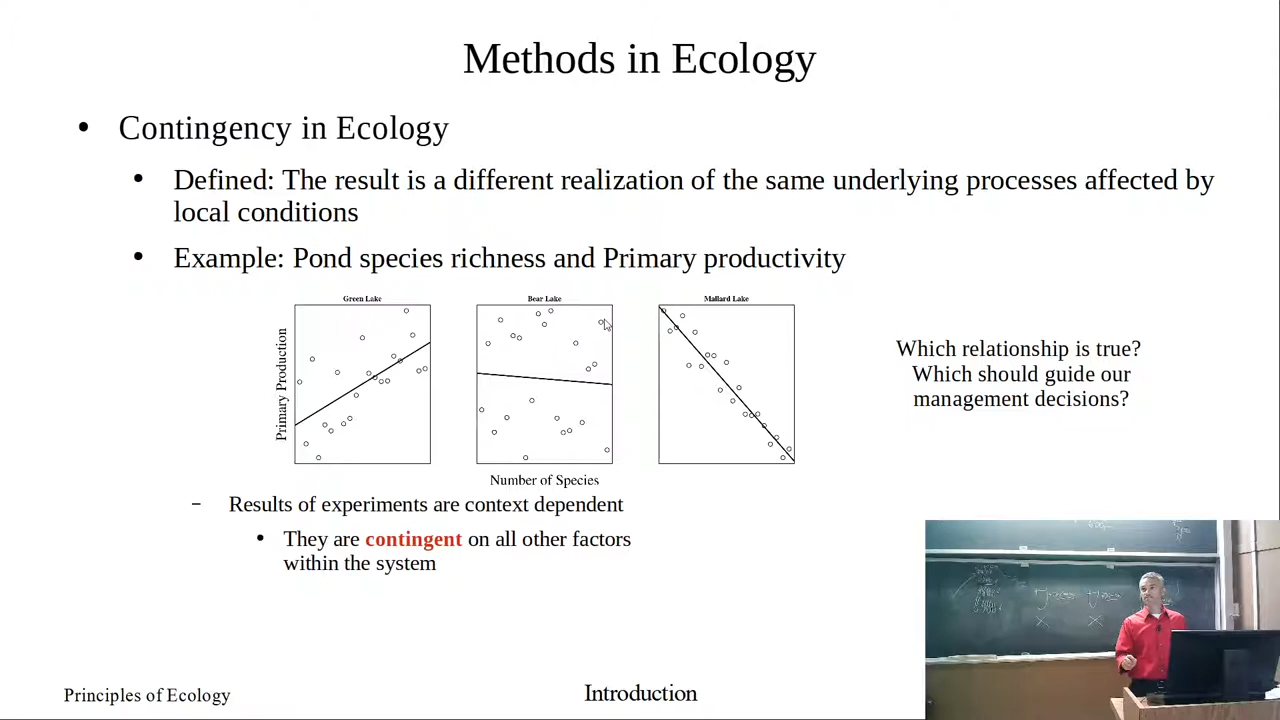 Methods in Ecology
• Contingency in Ecology
• Defined: The result is a different realization of the same underlying processes affected by
local conditions
• Example: Pond species richness and Primary productivity
Green Lake
Bear Lake
Mallard Lake
Primary Production
Number of Species
Which relationship is true?
Which should guide our
management decisions?
– Results of experiments are context dependent
• They are contingent on all other factors
within the system
Principles of Ecology
Introduction